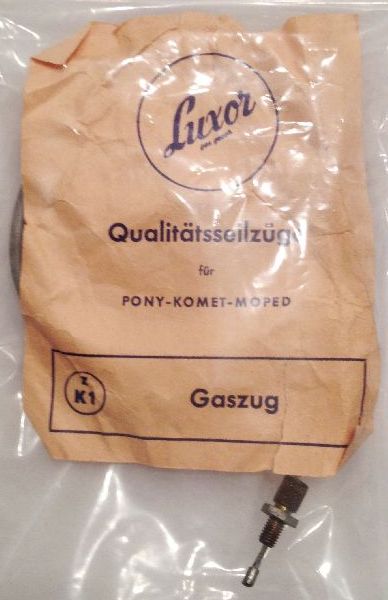 Luxor
Qualitätsseilzüge
für
PONY-KOMET-MOPED
z
K1
Gaszug